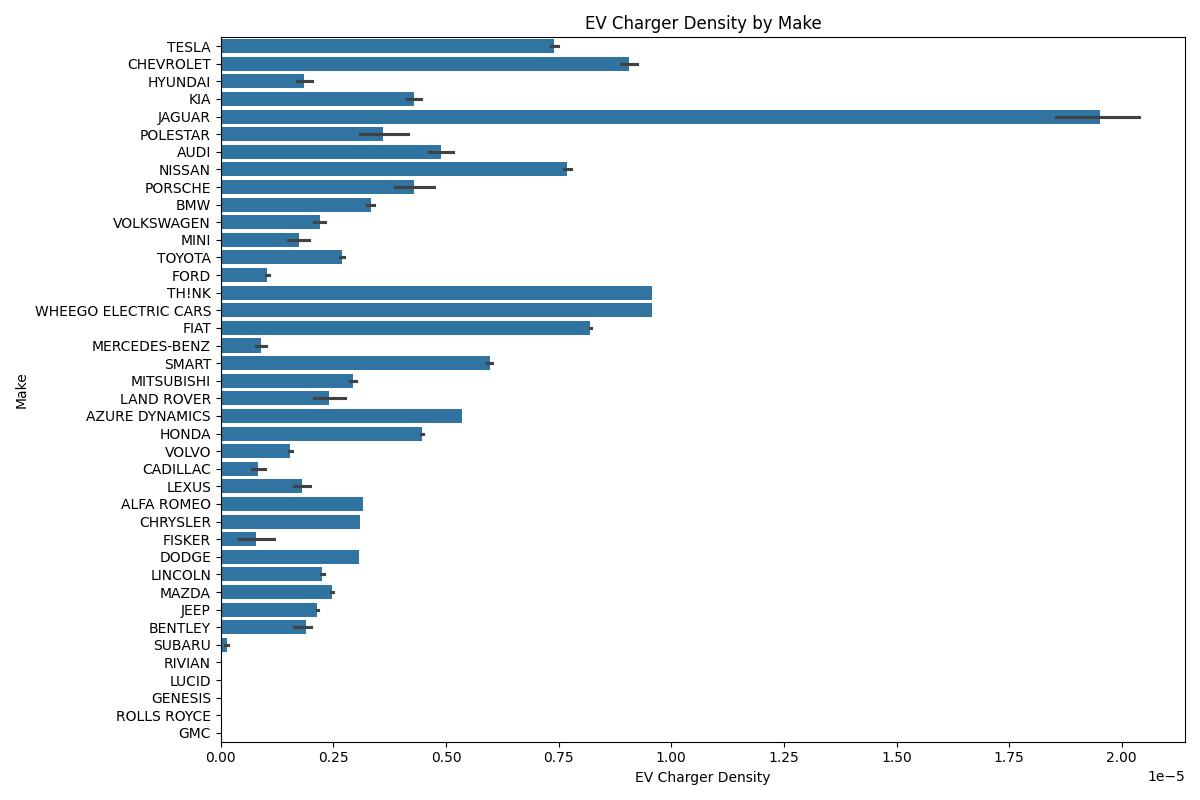 EV Charger Density by Make
TESLA
CHEVROLET
HYUNDAI
KIA
JAGUAR
POLESTAR
AUDI
NISSAN
PORSCHE
BMW
VOLKSWAGEN
MINI
TOYOTA
FORD
TH!NK
WHEEGO ELECTRIC CARS
FIAT
MERCEDES-BENZ
SMART
MITSUBISHI
LAND ROVER
AZURE DYNAMICS
HONDA
VOLVO
CADILLAC
LEXUS
ALFA ROMEO
CHRYSLER
FISKER
DODGE
LINCOLN
MAZDA
JEEP
BENTLEY
SUBARU
RIVIAN
LUCID
GENESIS
ROLLS ROYCE
GMC
Make
0.00 0.25 0.50 0.75 1.00 1.25 1.50 1.75 2.00
1e−5
EV Charger Density